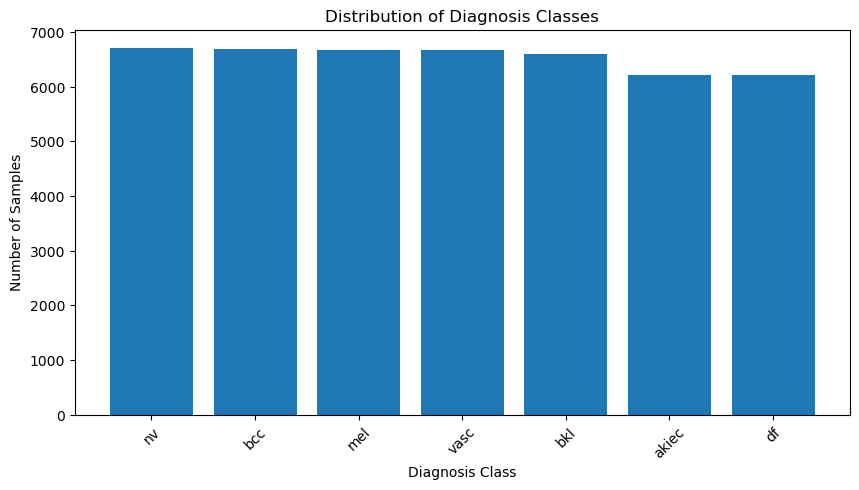 Distribution of Diagnosis Classes
Number of Samples
7000
6000
5000
4000
3000
2000
1000
0
nv bcc mel vasc bkl akiec df
Diagnosis Class